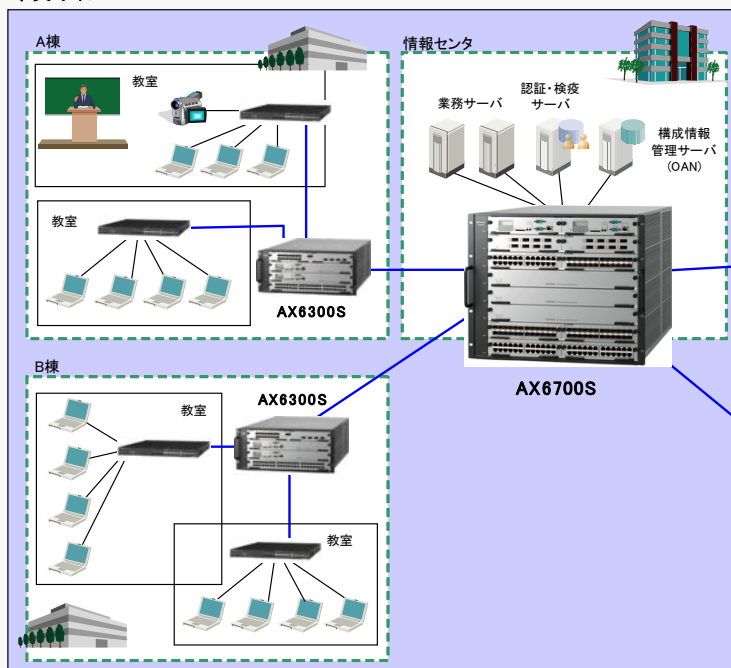 A棟
教室
教室
AX6300S
情報センタ
業務サーバ
認証・検疫
サーバ
構成情報
管理サーバ
(OAN)
AX6700S
B棟
教室
AX6300S
教室